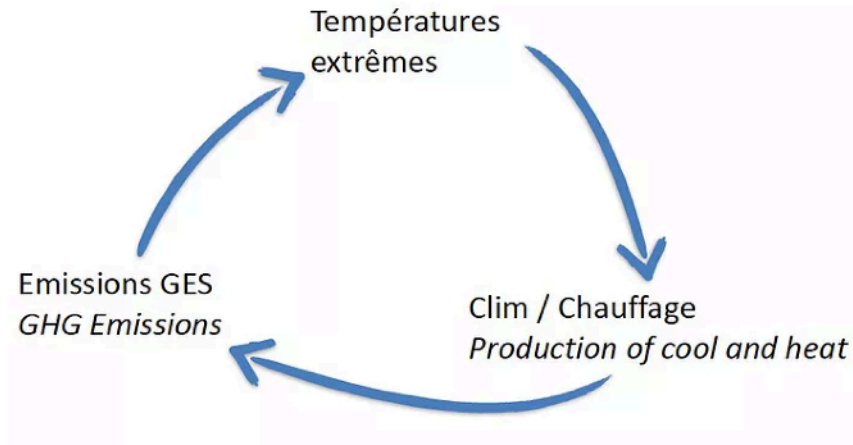 Températures
extrêmes
Clim / Chauffage
Production of cool and heat
Emissions GES
GHG Emissions